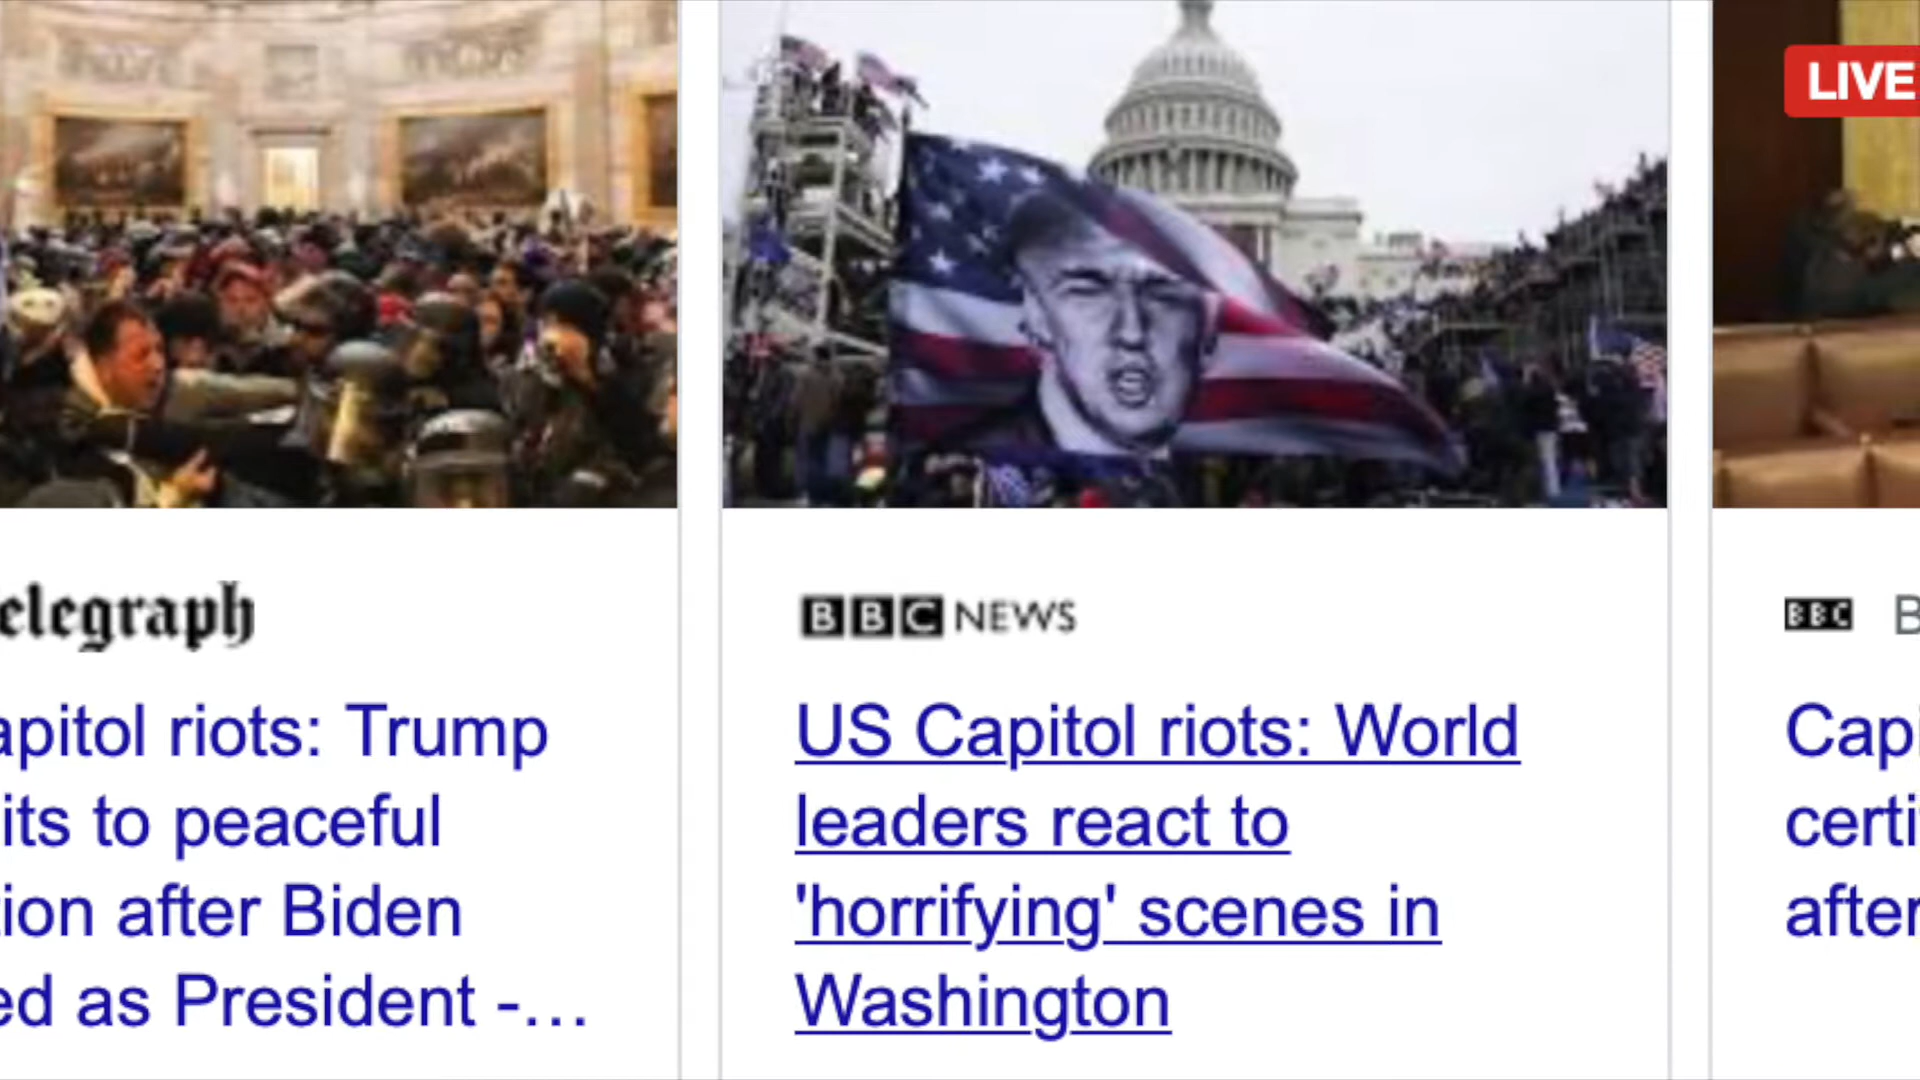 LIVE
elegraph
apitol riots: Trump
its to peaceful
tion after Biden
ed as President -…
BBC NEWS
US Capitol riots: World
leaders react to
'horrifying' scenes in
Washington
BBC B
Capi
certi
after